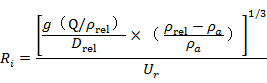 R_i = [ g（Q/ρ_rel） / D_rel × （ ρ_rel − ρ_a / ρ_a ） ]^1/3 / U_r